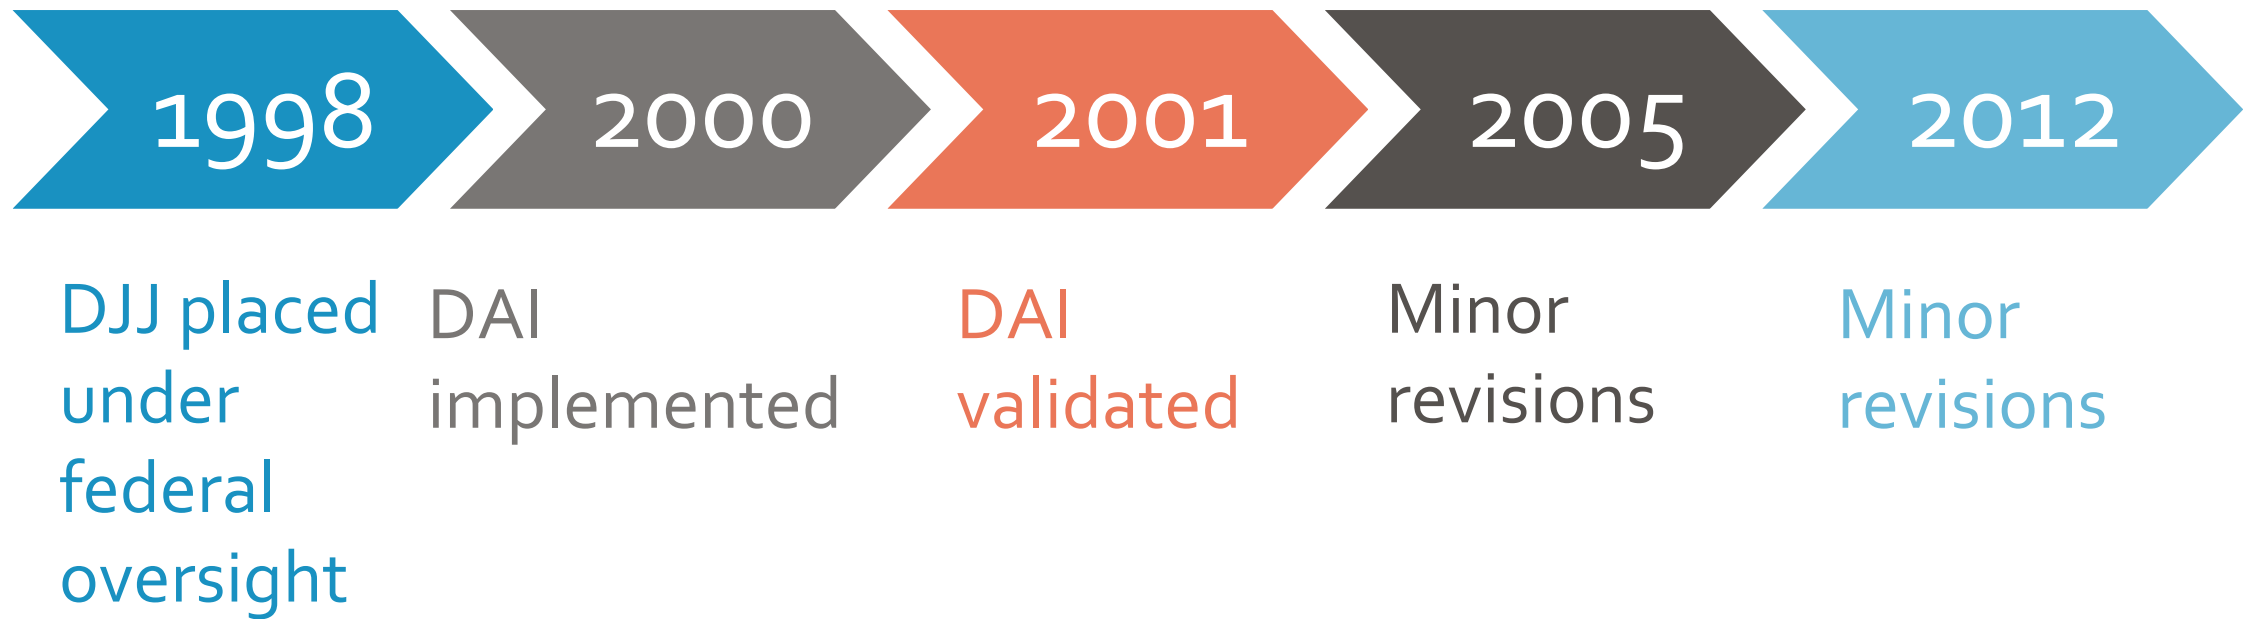 1998
2000
2001
2005
2012
DJJ placed
under
federal
oversight
DAI
implemented
DAI
validated
Minor
revisions
Minor
revisions